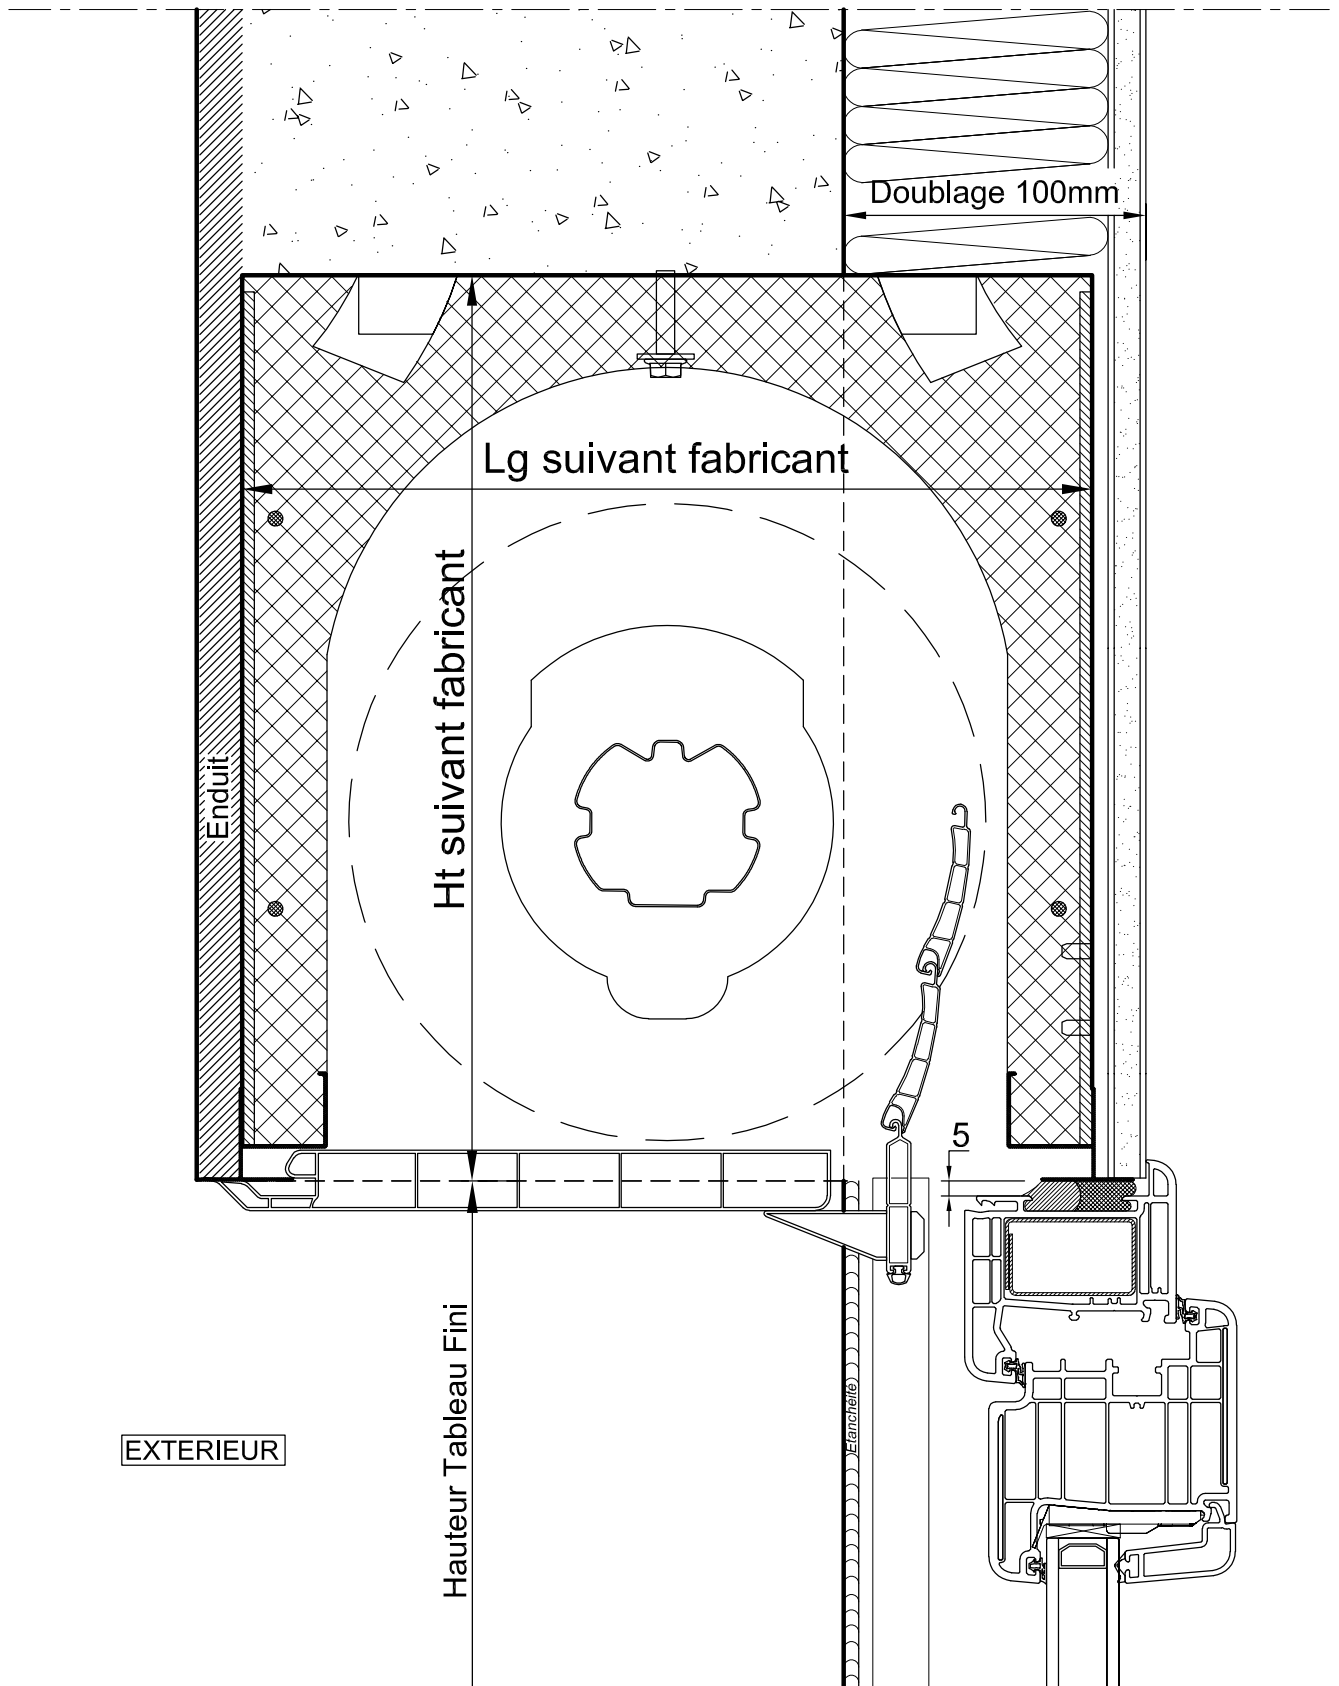 Doublage 100mm
Lg suivant fabricant
Ht suivant fabricant
Enduit
5
Hauteur Tableau Fini
Etanchéité
EXTERIEUR